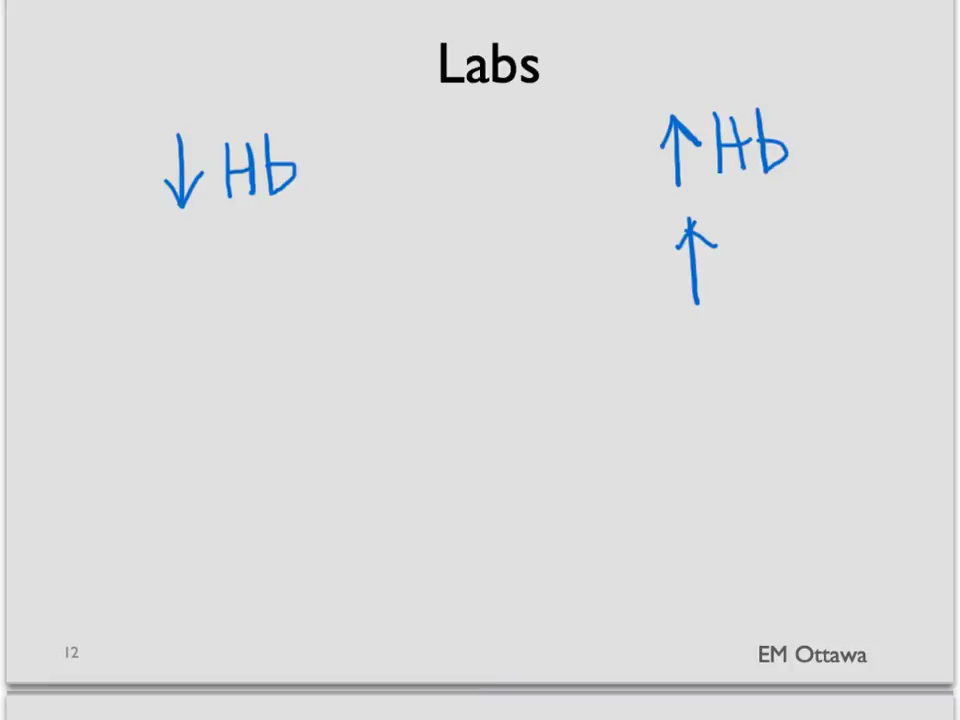 Labs
↓ Hb
↑ Hb
↑
12
EM Ottawa